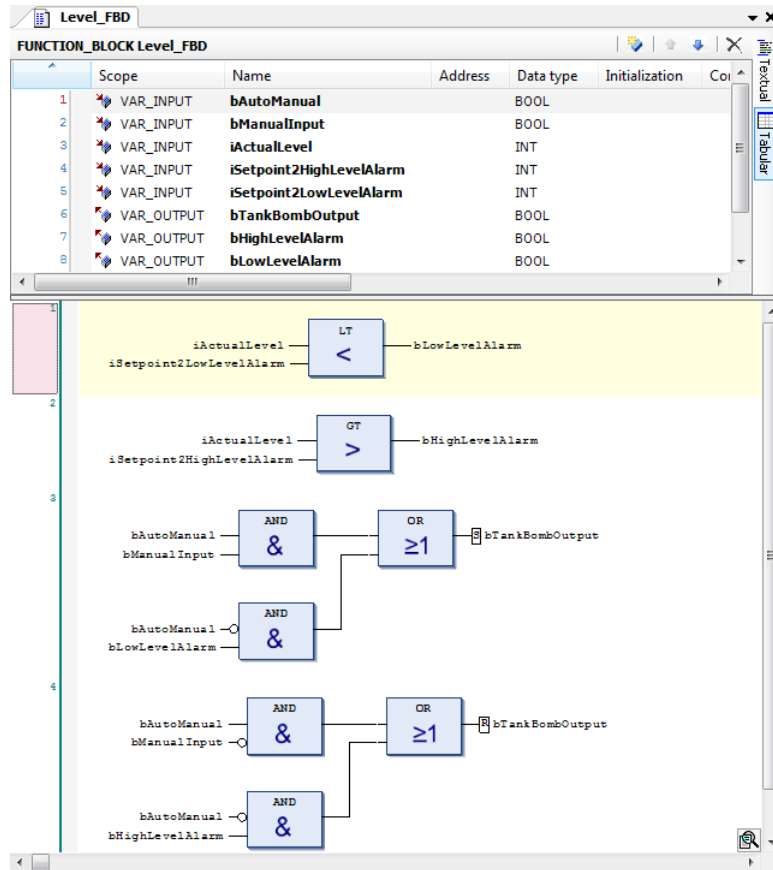 Level_FBD
FUNCTION_BLOCK Level_FBD
Scope Name Address Data type Initialization
1 VAR_INPUT bAutoManual BOOL
2 VAR_INPUT bManualInput BOOL
3 VAR_INPUT iActualLevel INT
4 VAR_INPUT iSetpoint2HighLevelAlarm INT
5 VAR_INPUT iSetpoint2LowLevelAlarm INT
6 VAR_OUTPUT bTankBombOutput BOOL
7 VAR_OUTPUT bHighLevelAlarm BOOL
8 VAR_OUTPUT bLowLevelAlarm BOOL
Textual
Tabular
1
LT
iActualLevel < bLowLevelAlarm
iSetpoint2LowLevelAlarm
2
GT
iActualLevel > bHighLevelAlarm
iSetpoint2HighLevelAlarm
3
AND OR
bAutoManual & ≥1 S bTankBombOutput
bManualInput
AND
bAutoManual &
bLowLevelAlarm
4
AND OR
bAutoManual & ≥1 R bTankBombOutput
bManualInput
AND
bAutoManual &
bHighLevelAlarm